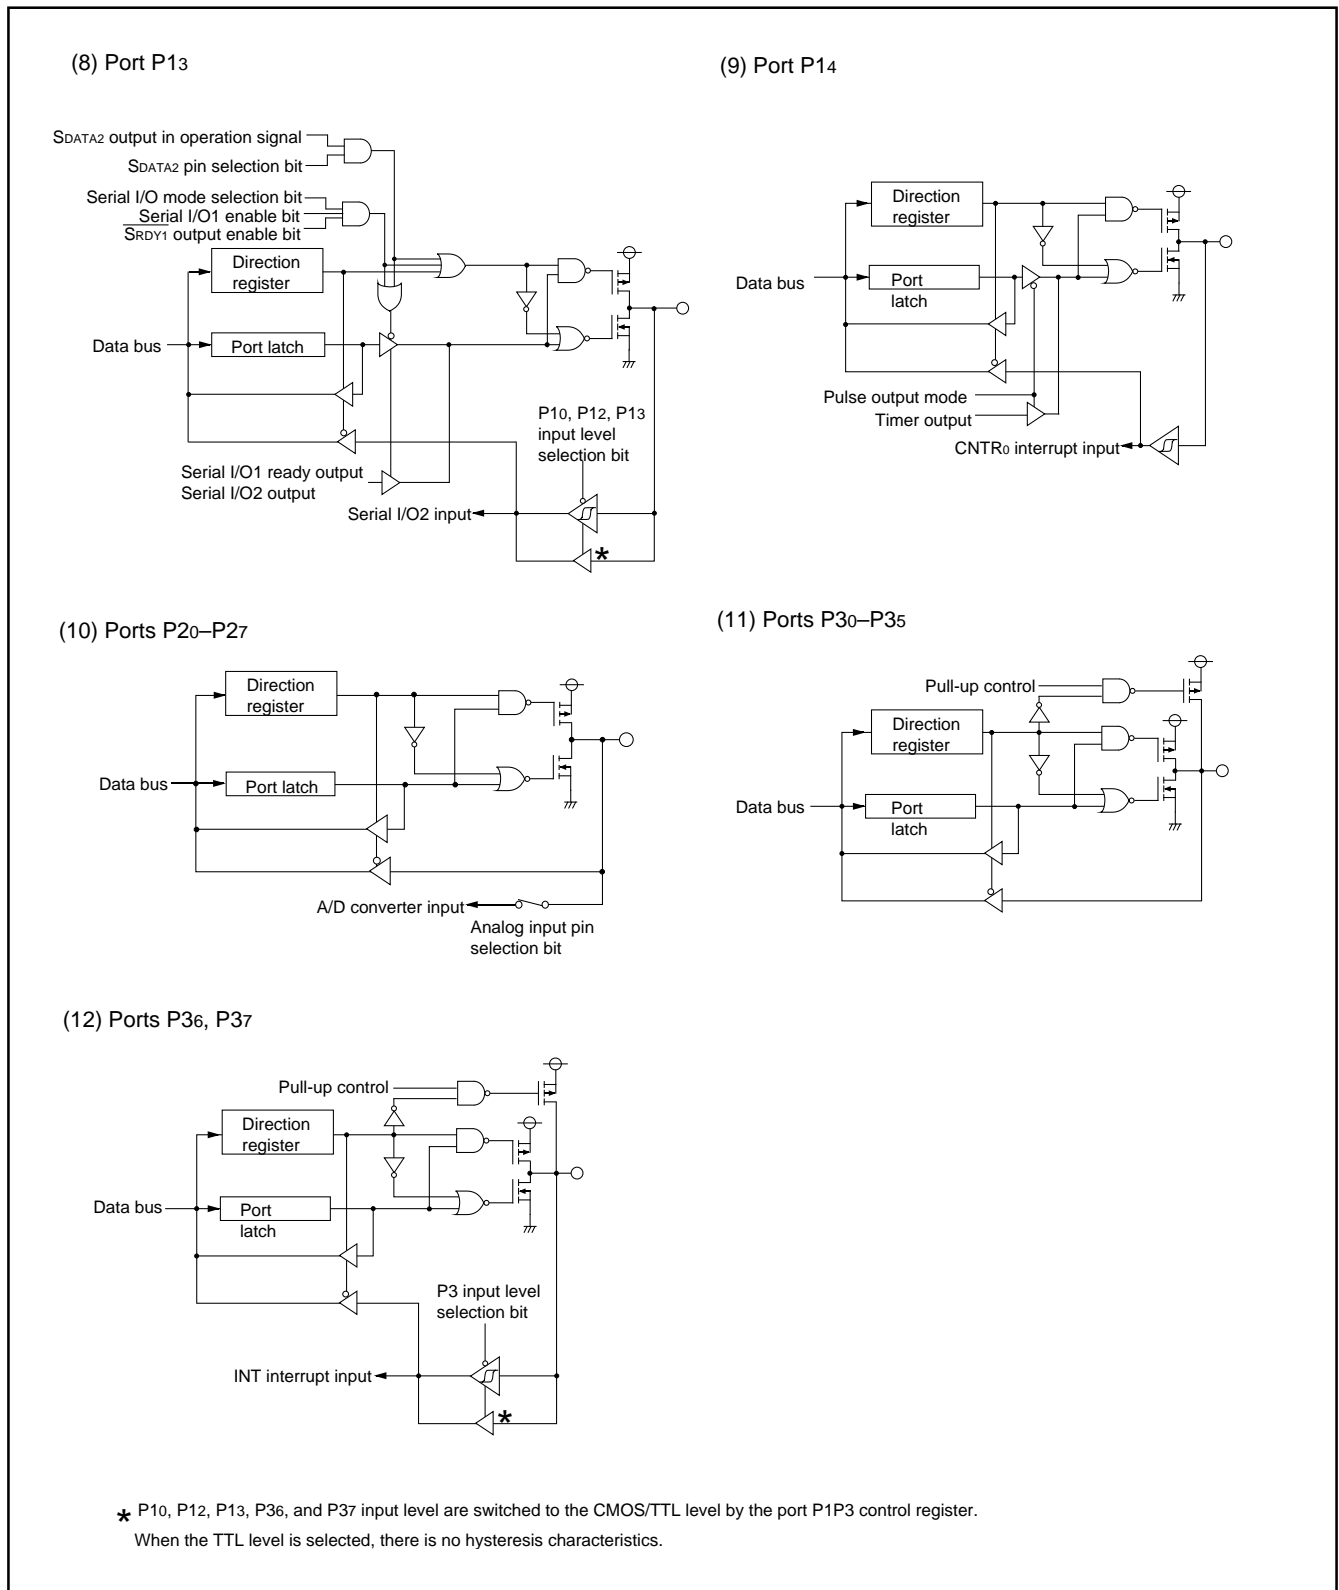 (8) Port P13
SDATA2 output in operation signal
SDATA2 pin selection bit
Serial I/O mode selection bit
Serial I/O1 enable bit
SRDY1 output enable bit
Direction
register
Data bus
Port latch
P10, P12, P13
input level
selection bit
Serial I/O1 ready output
Serial I/O2 output
Serial I/O2 input
*
(9) Port P14
Direction
register
Data bus
Port
latch
Pulse output mode
Timer output
CNTR0 interrupt input
(10) Ports P20–P27
Direction
register
Data bus
Port latch
A/D converter input
Analog input pin
selection bit
(11) Ports P30–P35
Pull-up control
Direction
register
Data bus
Port
latch
(12) Ports P36, P37
Pull-up control
Direction
register
Data bus
Port
latch
P3 input level
selection bit
INT interrupt input
*
* P10, P12, P13, P36, and P37 input level are switched to the CMOS/TTL level by the port P1P3 control register.
When the TTL level is selected, there is no hysteresis characteristics.